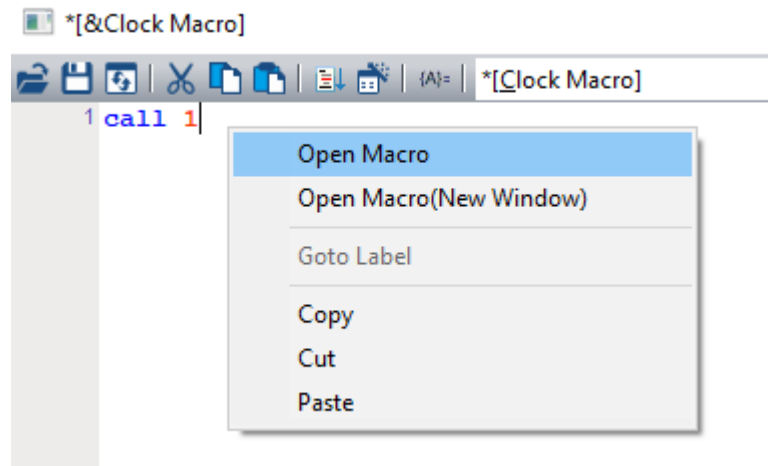 *[&Clock Macro]
{A}= *[Clock Macro]
1 call 1
Open Macro
Open Macro(New Window)
Goto Label
Copy
Cut
Paste